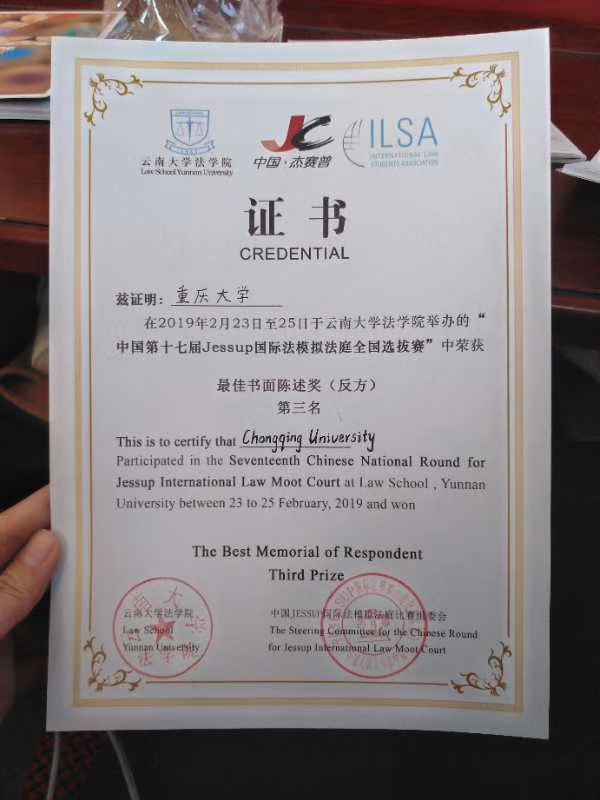 云南大学法学院
Law School Yunnan University
JC
中国·杰赛普
ILSA
INTERNATIONAL LAW
STUDENTS ASSOCIATION
证书
CREDENTIAL
兹证明：重庆大学
在2019年2月23日至25日于云南大学法学院举办的“
中国第十七届Jessup国际法模拟法庭全国选拔赛”中荣获
最佳书面陈述奖（反方）
第三名
This is to certify that Chongqing University
Participated in the Seventeenth Chinese National Round for
Jessup International Law Moot Court at Law School , Yunnan
University between 23 to 25 February, 2019 and won
The Best Memorial of Respondent
Third Prize
云南大学法学院
Law School
Yunnan University
中国JESSUP国际法模拟法庭比赛组委会
The Steering Committee for the Chinese Round
for Jessup International Law Moot Court